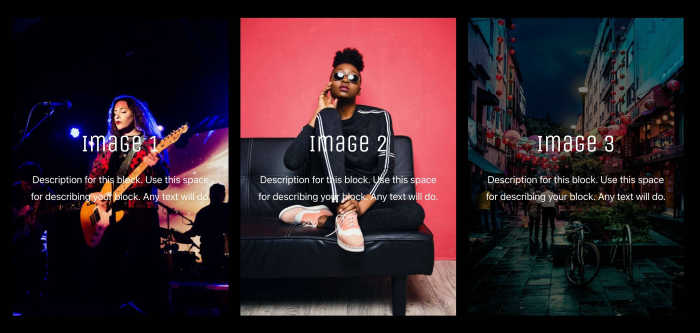 Image 1
Description for this block. Use this space
for describing your block. Any text will do.
Image 2
Description for this block. Use this space
for describing your block. Any text will do.
Image 3
Description for this block. Use this space
for describing your block. Any text will do.